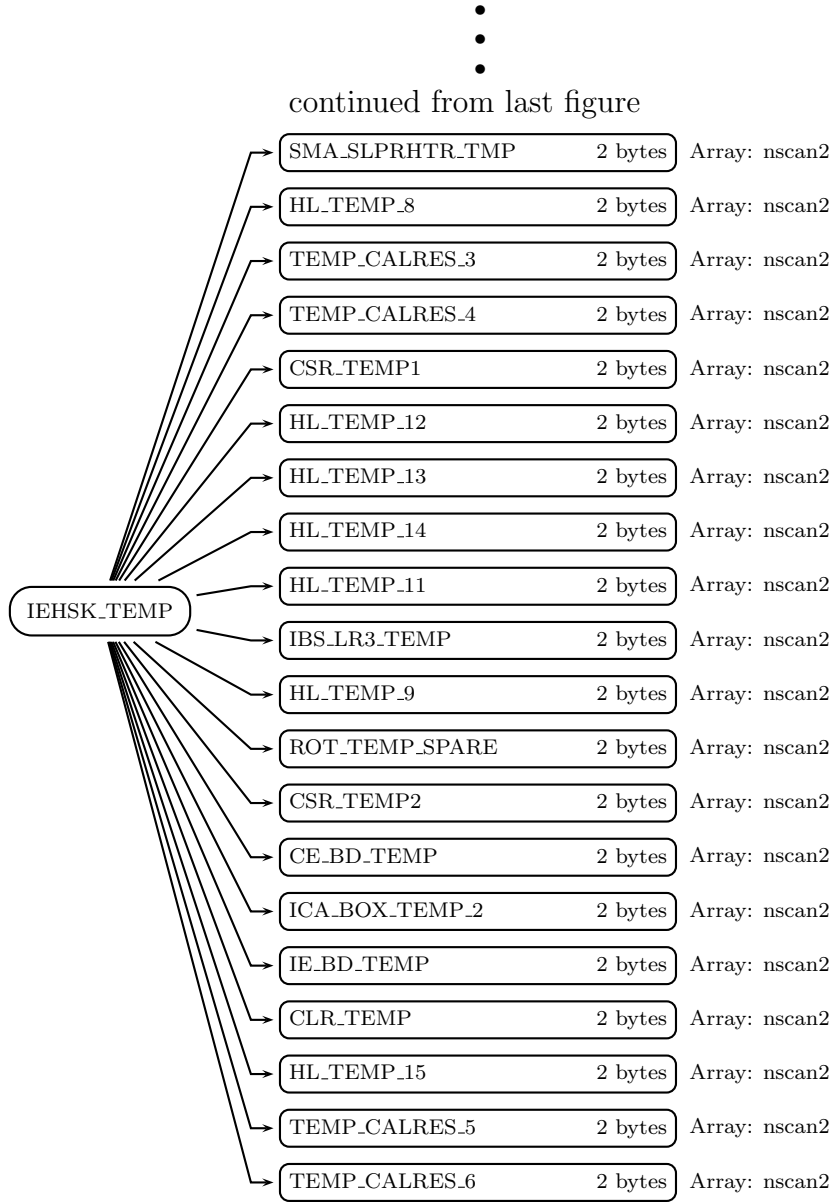 continued from last figure
SMA_SLPRHTR_TMP 2 bytes Array: nscan2
HL_TEMP_8 2 bytes Array: nscan2
TEMP_CALRES_3 2 bytes Array: nscan2
TEMP_CALRES_4 2 bytes Array: nscan2
CSR_TEMP1 2 bytes Array: nscan2
HL_TEMP_12 2 bytes Array: nscan2
HL_TEMP_13 2 bytes Array: nscan2
HL_TEMP_14 2 bytes Array: nscan2
HL_TEMP_11 2 bytes Array: nscan2
IEHSK_TEMP
IBS_LR3_TEMP 2 bytes Array: nscan2
HL_TEMP_9 2 bytes Array: nscan2
ROT_TEMP_SPARE 2 bytes Array: nscan2
CSR_TEMP2 2 bytes Array: nscan2
CE_BD_TEMP 2 bytes Array: nscan2
ICA_BOX_TEMP_2 2 bytes Array: nscan2
IE_BD_TEMP 2 bytes Array: nscan2
CLR_TEMP 2 bytes Array: nscan2
HL_TEMP_15 2 bytes Array: nscan2
TEMP_CALRES_5 2 bytes Array: nscan2
TEMP_CALRES_6 2 bytes Array: nscan2